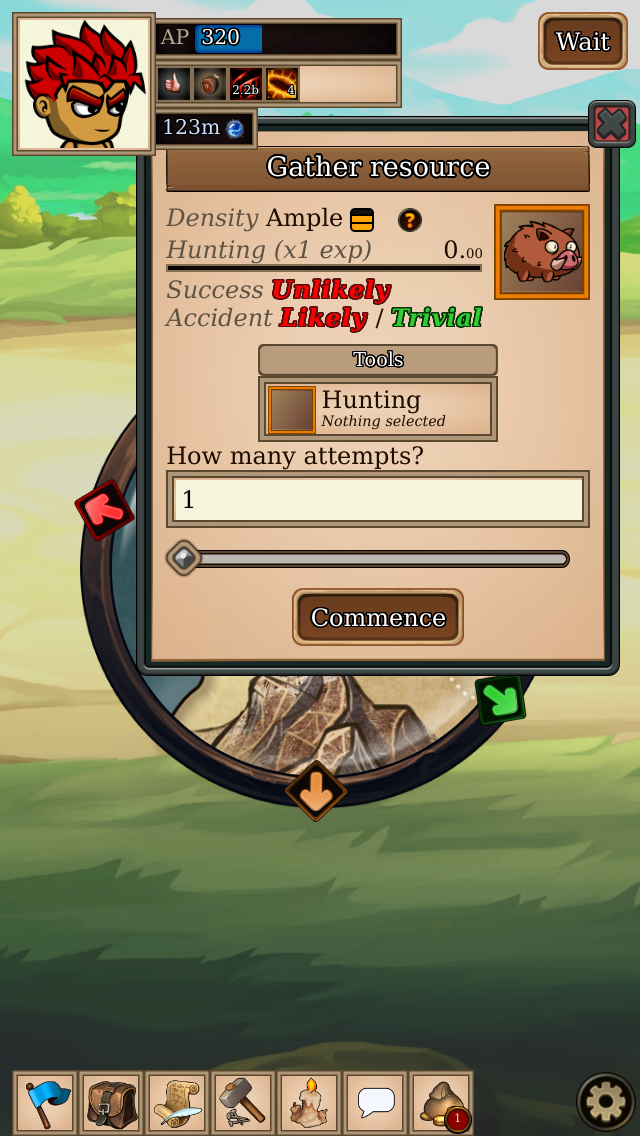 AP 320
Wait
2.2b 4
123m
Gather resource
Density Ample ?
Hunting (x1 exp) 0.00
Success Unlikely
Accident Likely / Trivial
Tools
Hunting
Nothing selected
How many attempts?
1
Commence
1